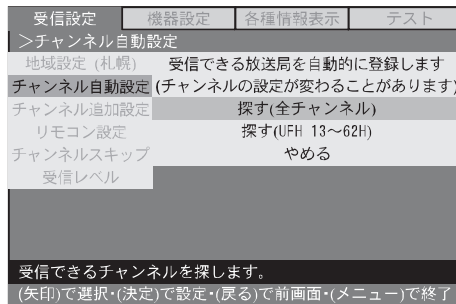 受信設定 機器設定 各種情報表示 テスト
＞チャンネル自動設定
地域設定 (札幌) 受信できる放送局を自動的に登録します
チャンネル自動設定 (チャンネルの設定が変わることがあります)
チャンネル追加設定 探す(全チャンネル)
リモコン設定 探す(UFH 13～62H)
チャンネルスキップ やめる
受信レベル
受信できるチャンネルを探します。
(矢印)で選択・(決定)で設定・(戻る)で前画面・(メニュー)で終了